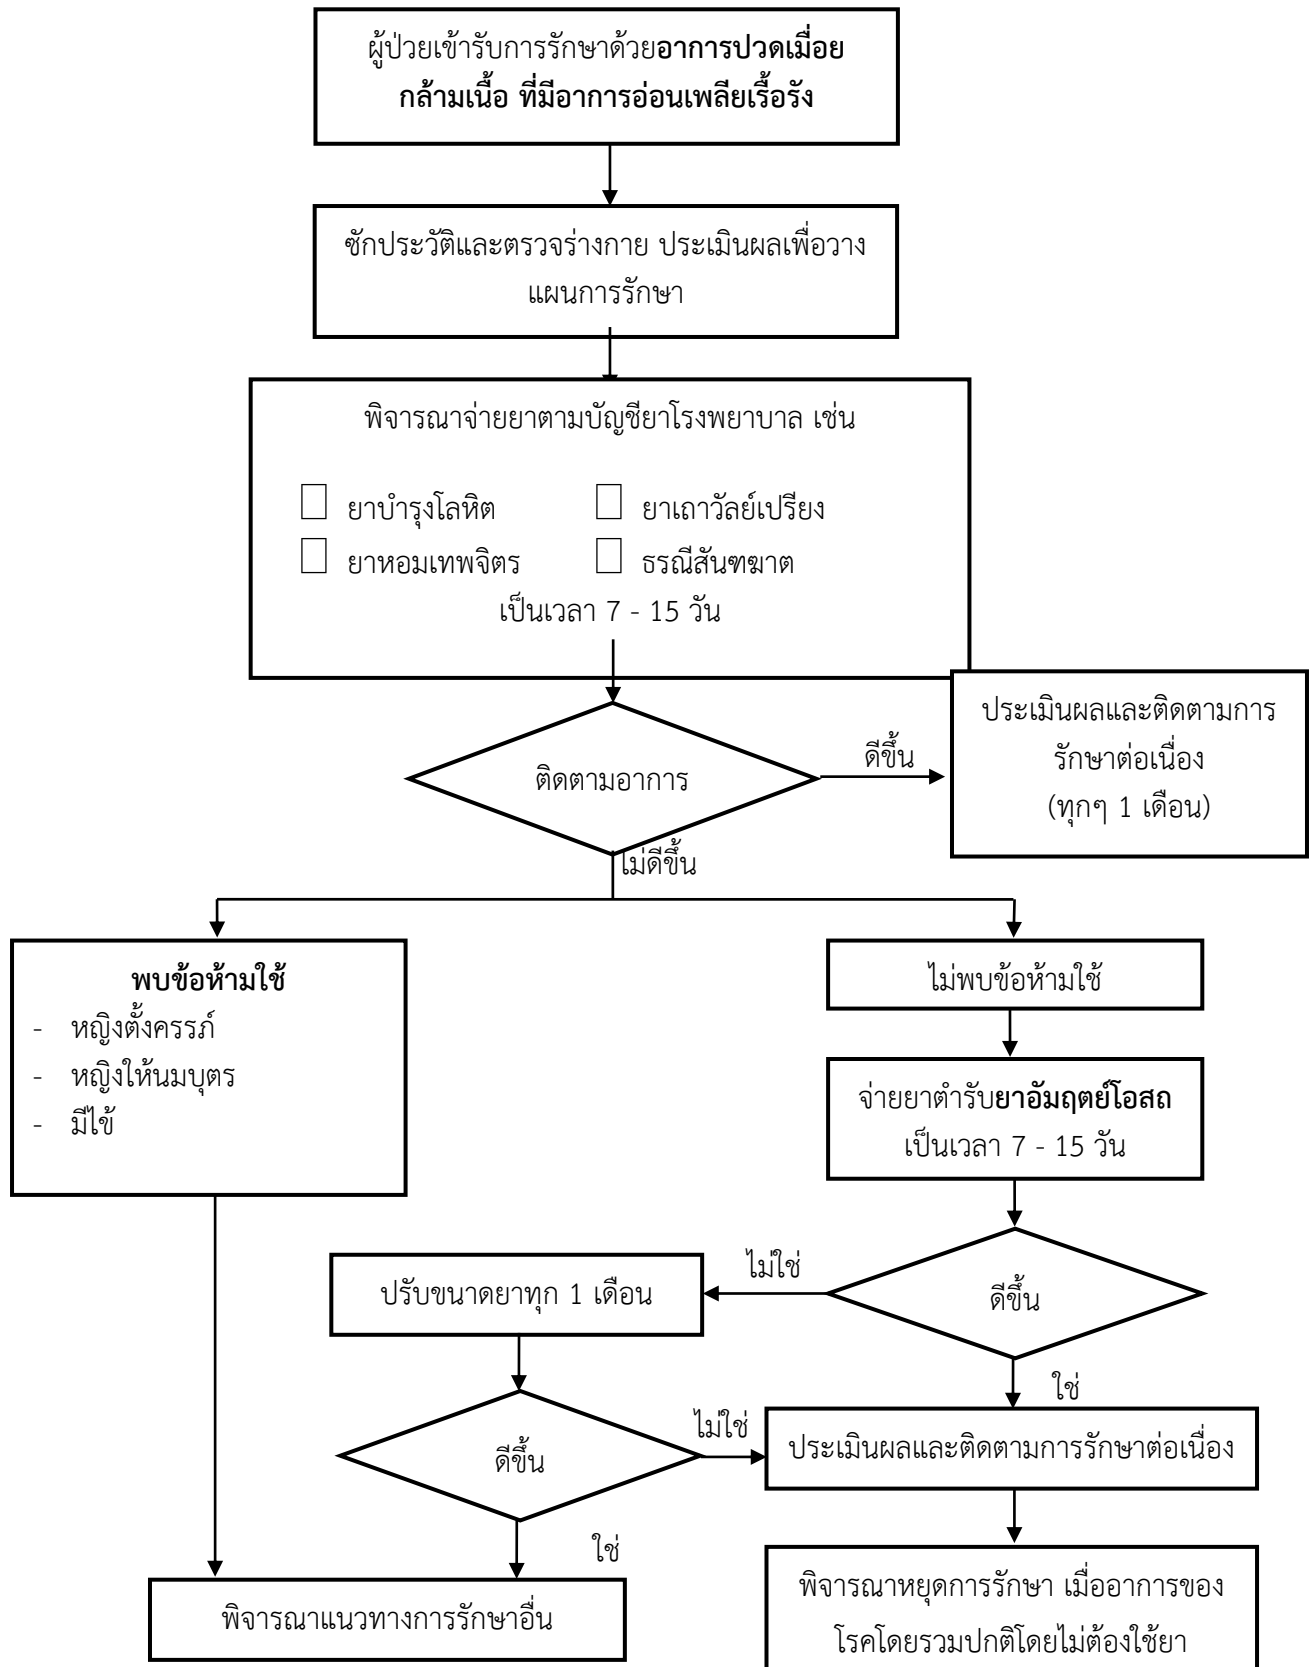 ผู้ป่วยเข้ารับการรักษาด้วยอาการปวดเมื่อย
กล้ามเนื้อ ที่มีอาการอ่อนเพลียเรื้อรัง
ซักประวัติและตรวจร่างกาย ประเมินผลเพื่อวาง
แผนการรักษา
พิจารณาจ่ายยาตามบัญชียาโรงพยาบาล เช่น
ยาบำรุงโลหิต ยาเถาวัลย์เปรียง
ยาหอมเทพจิตร ธรณีสันฑฆาต
เป็นเวลา 7 - 15 วัน
ติดตามอาการ
ดีขึ้น
ประเมินผลและติดตามการ
รักษาต่อเนื่อง
(ทุกๆ 1 เดือน)
ไม่ดีขึ้น
พบข้อห้ามใช้
- หญิงตั้งครรภ์
- หญิงให้นมบุตร
- มีไข้
ไม่พบข้อห้ามใช้
จ่ายยาตำรับยาอัมฤตย์โอสถ
เป็นเวลา 7 - 15 วัน
ดีขึ้น
ไม่ใช่
ปรับขนาดยาทุก 1 เดือน
ใช่
ดีขึ้น
ไม่ใช่
ประเมินผลและติดตามการรักษาต่อเนื่อง
ใช่
พิจารณาแนวทางการรักษาอื่น
พิจารณาหยุดการรักษา เมื่ออาการของ
โรคโดยรวมปกติโดยไม่ต้องใช้ยา